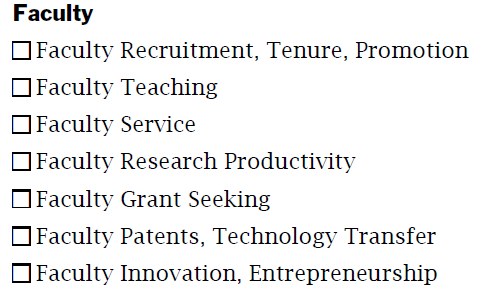 Faculty
Faculty Recruitment, Tenure, Promotion
Faculty Teaching
Faculty Service
Faculty Research Productivity
Faculty Grant Seeking
Faculty Patents, Technology Transfer
Faculty Innovation, Entrepreneurship